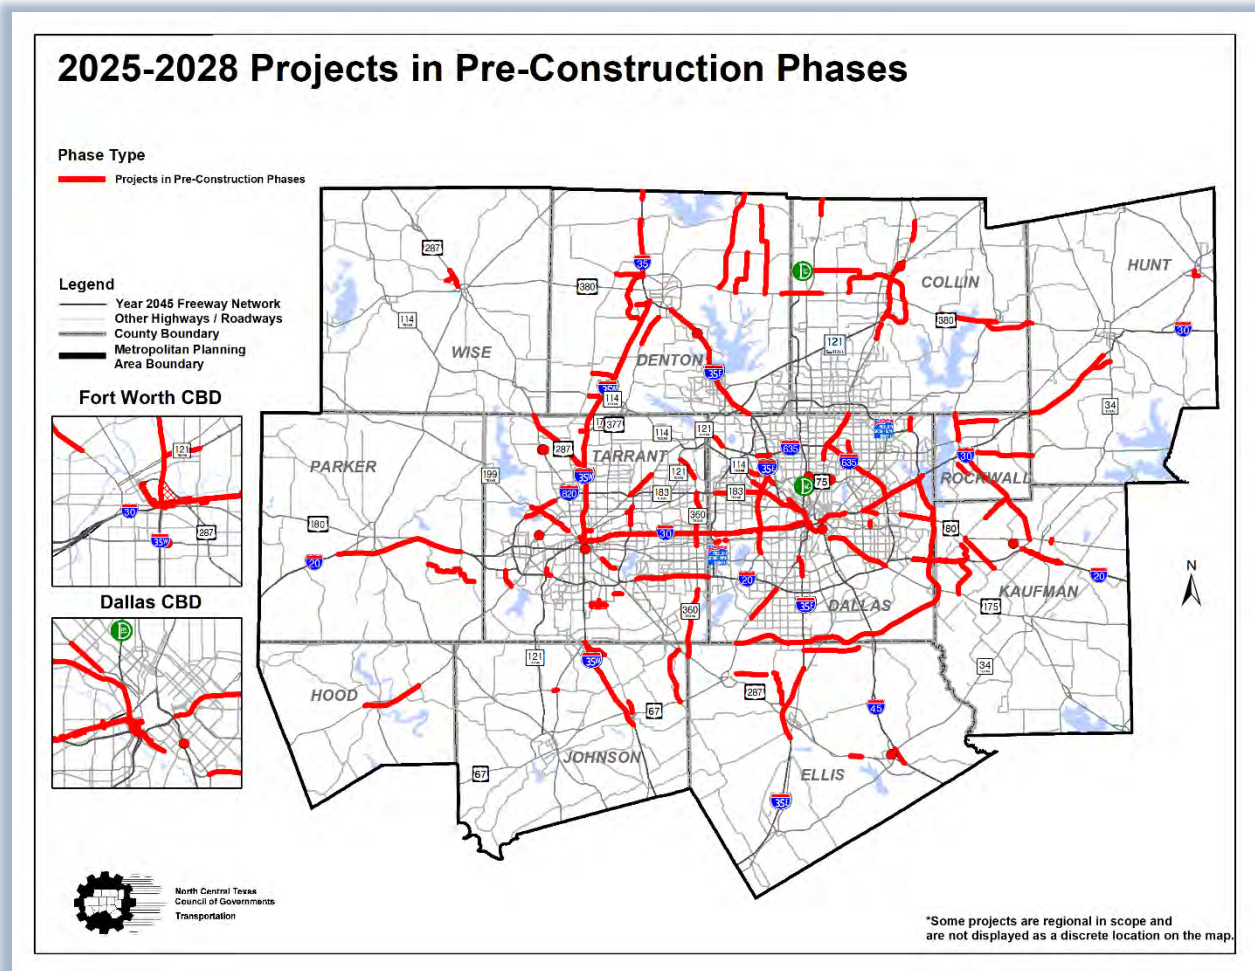 2025-2028 Projects in Pre-Construction Phases
Phase Type
Projects in Pre-Construction Phases
Legend
Year 2045 Freeway Network
Other Highways / Roadways
County Boundary
Metropolitan Planning
Area Boundary
Fort Worth CBD
121
30
287
35W
Dallas CBD
287
35
380
114
WISE
DENTON
35E
35W
114
COLLIN
380
121
HUNT
30
34
PARKER
199
180
20
377
287
TARRANT
114
121
820
121
183
360
30
114
183
635
35E
75
635
20
360
35E
DALLAS
30
ROCKWALL
80
20
KAUFMAN
175
34
HOOD
121
35W
67
67
JOHNSON
287
45
ELLIS
35E
N
North Central Texas
Council of Governments
Transportation
*Some projects are regional in scope and
are not displayed as a discrete location on the map.